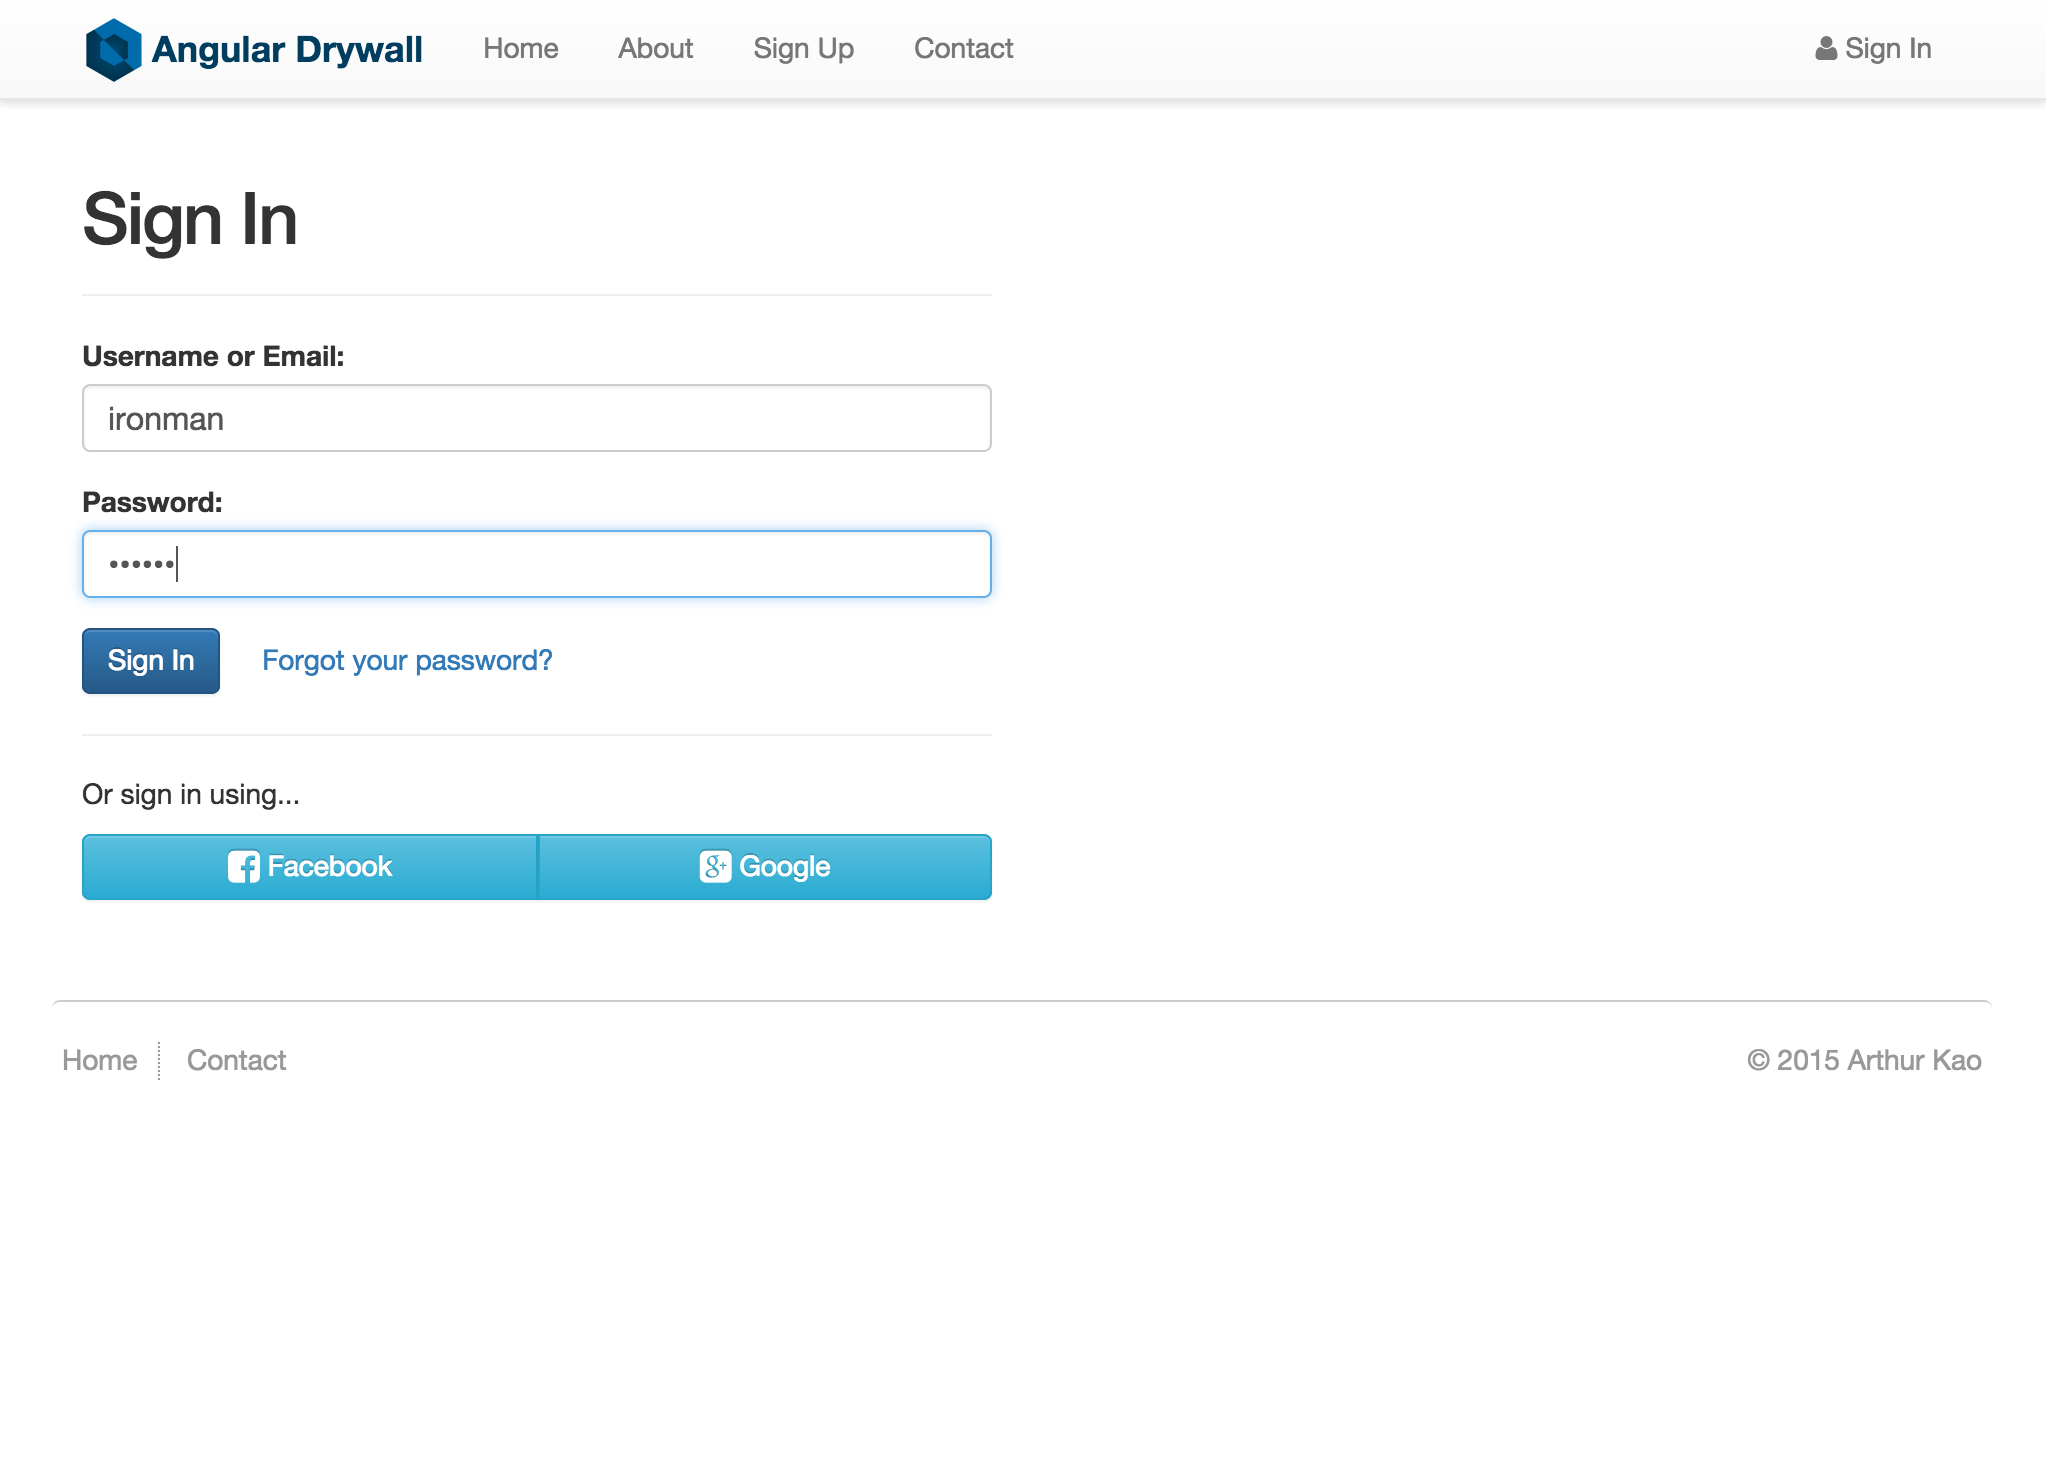 Angular Drywall Home About Sign Up Contact Sign In
Sign In
Username or Email:
ironman
Password:
••••••
Sign In Forgot your password?
Or sign in using...
Facebook Google
Home Contact © 2015 Arthur Kao